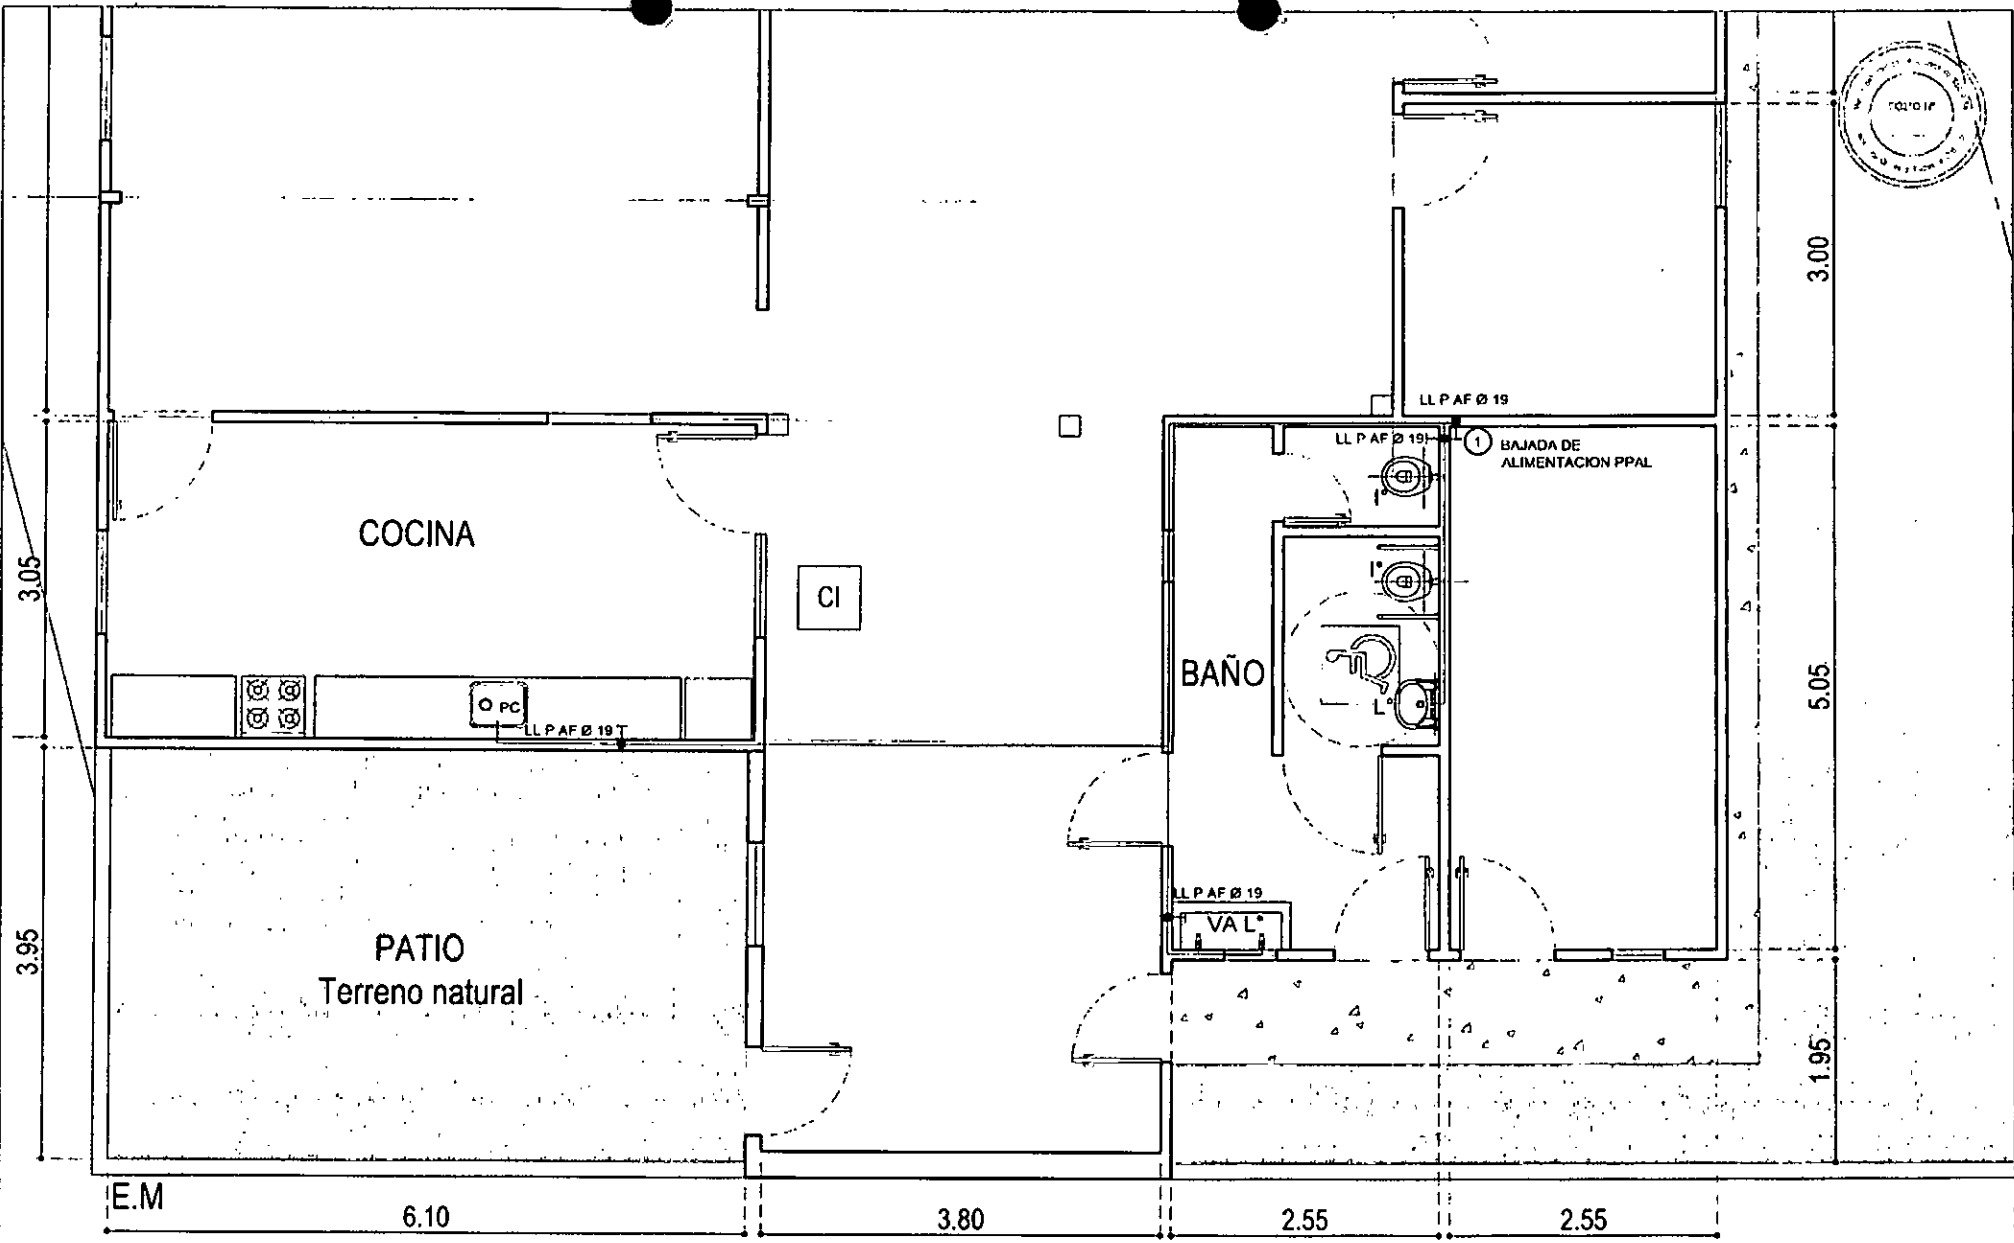 3.00
LL P AF Ø 19
LL P AF Ø 19
1
BAJADA DE
ALIMENTACION PPAL
I°
COCINA
3.05
CI
I°
BAÑO
L°
5.05
PC
LL P AF Ø 19
LL P AF Ø 19
VA L°
PATIO
Terreno natural
3.95
1.95
E.M
6.10
3.80
2.55
2.55